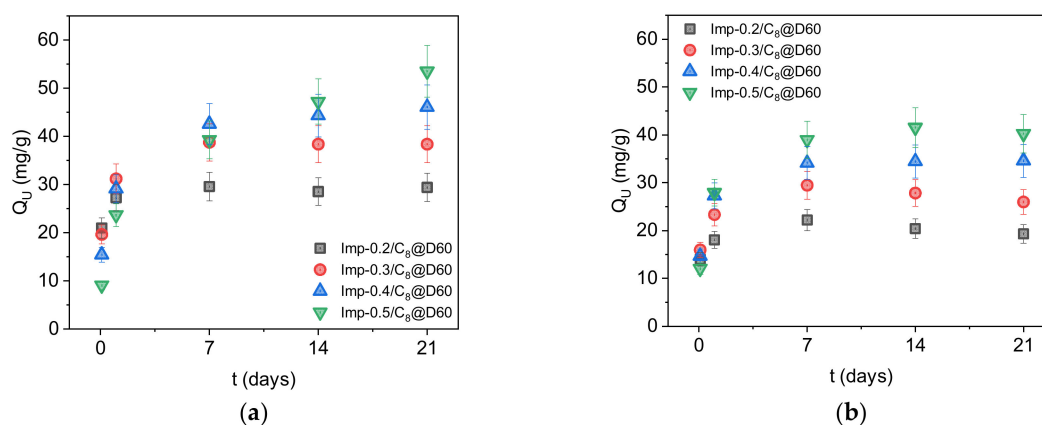 60
50
40
30
20
10
0
Q_U (mg/g)
Imp-0.2/C₈@D60
Imp-0.3/C₈@D60
Imp-0.4/C₈@D60
Imp-0.5/C₈@D60
0 7 14 21
t (days)
(a)
60
50
40
30
20
10
0
Q_U (mg/g)
Imp-0.2/C₈@D60
Imp-0.3/C₈@D60
Imp-0.4/C₈@D60
Imp-0.5/C₈@D60
0 7 14 21
t (days)
(b)